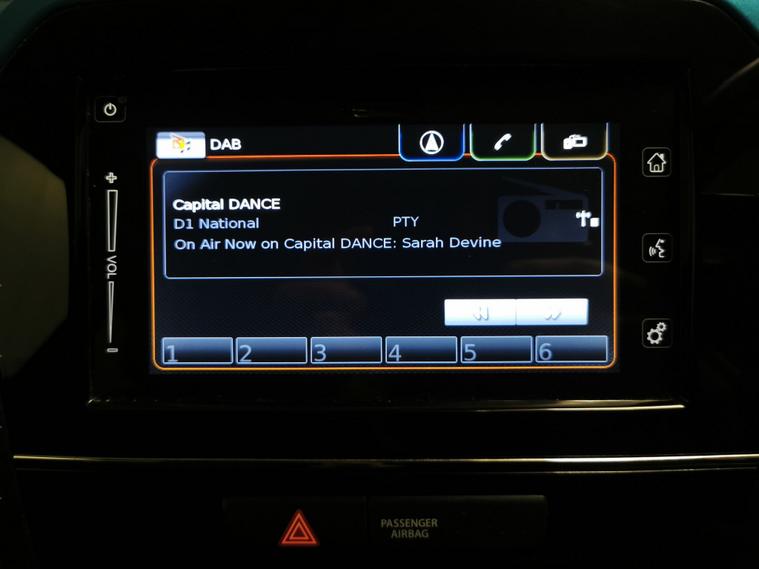 DAB
Capital DANCE
D1 National PTY
On Air Now on Capital DANCE: Sarah Devine
+
VOL
-
1 2 3 4 5 6
PASSENGER
AIRBAG